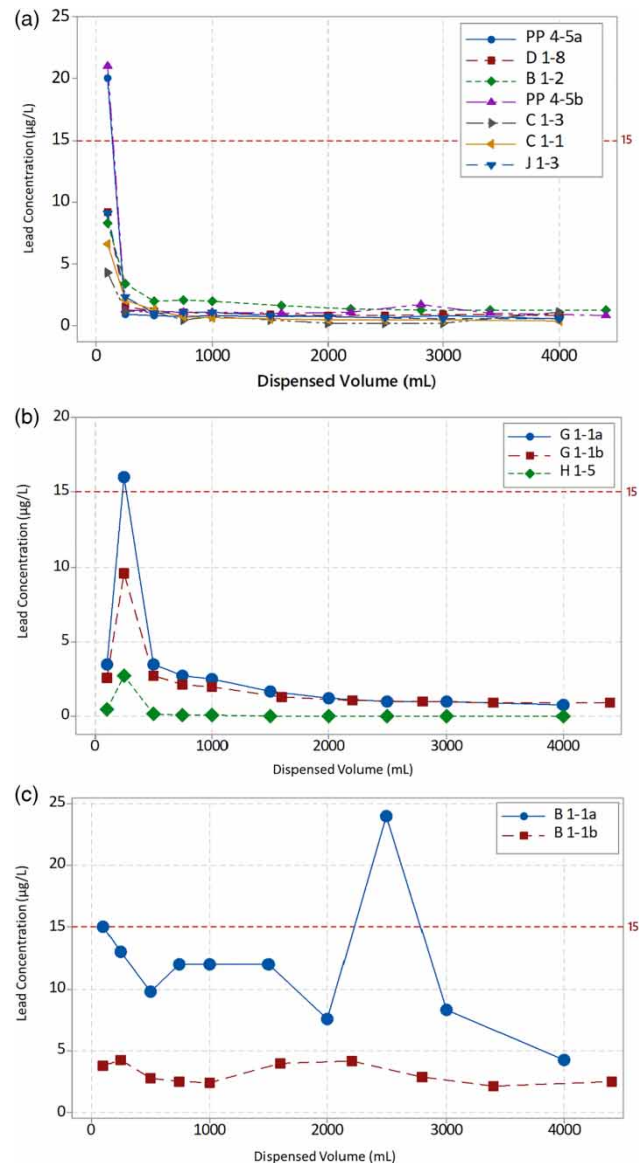 (a)
25
20
15
10
5
0
Lead Concentration (µg/L)
PP 4-5a
D 1-8
B 1-2
PP 4-5b
C 1-3
C 1-1
J 1-3
15
0
1000
2000
3000
4000
Dispensed Volume (mL)
(b)
20
15
10
5
0
Lead Concentration (µg/L)
G 1-1a
G 1-1b
H 1-5
15
0
1000
2000
3000
4000
Dispensed Volume (mL)
(c)
25
20
15
10
5
0
Lead Concentration (µg/L)
B 1-1a
B 1-1b
15
0
1000
2000
3000
4000
Dispensed Volume (mL)